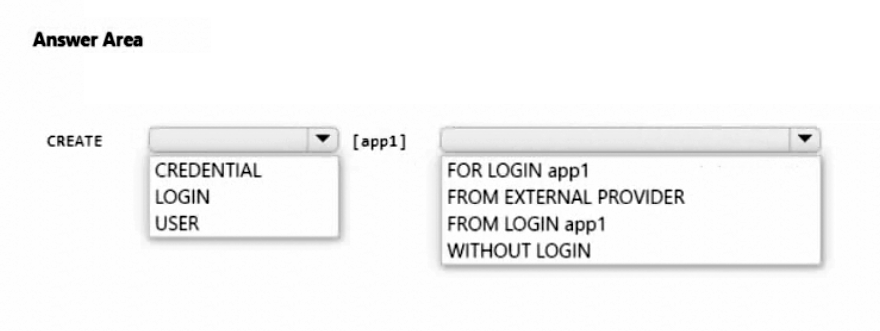 Answer Area
CREATE [app1]
CREDENTIAL
LOGIN
USER
FOR LOGIN app1
FROM EXTERNAL PROVIDER
FROM LOGIN app1
WITHOUT LOGIN